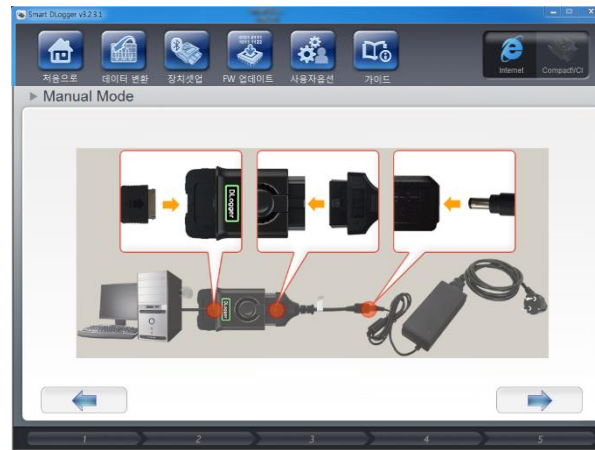 Smart DLogger v3.2.3.1
처음으로
데이터 변환
장치셋업
FW 업데이트
사용자옵션
가이드
Internet
CompactVCI
Manual Mode
DLogger
DLogger
1
2
3
4
5